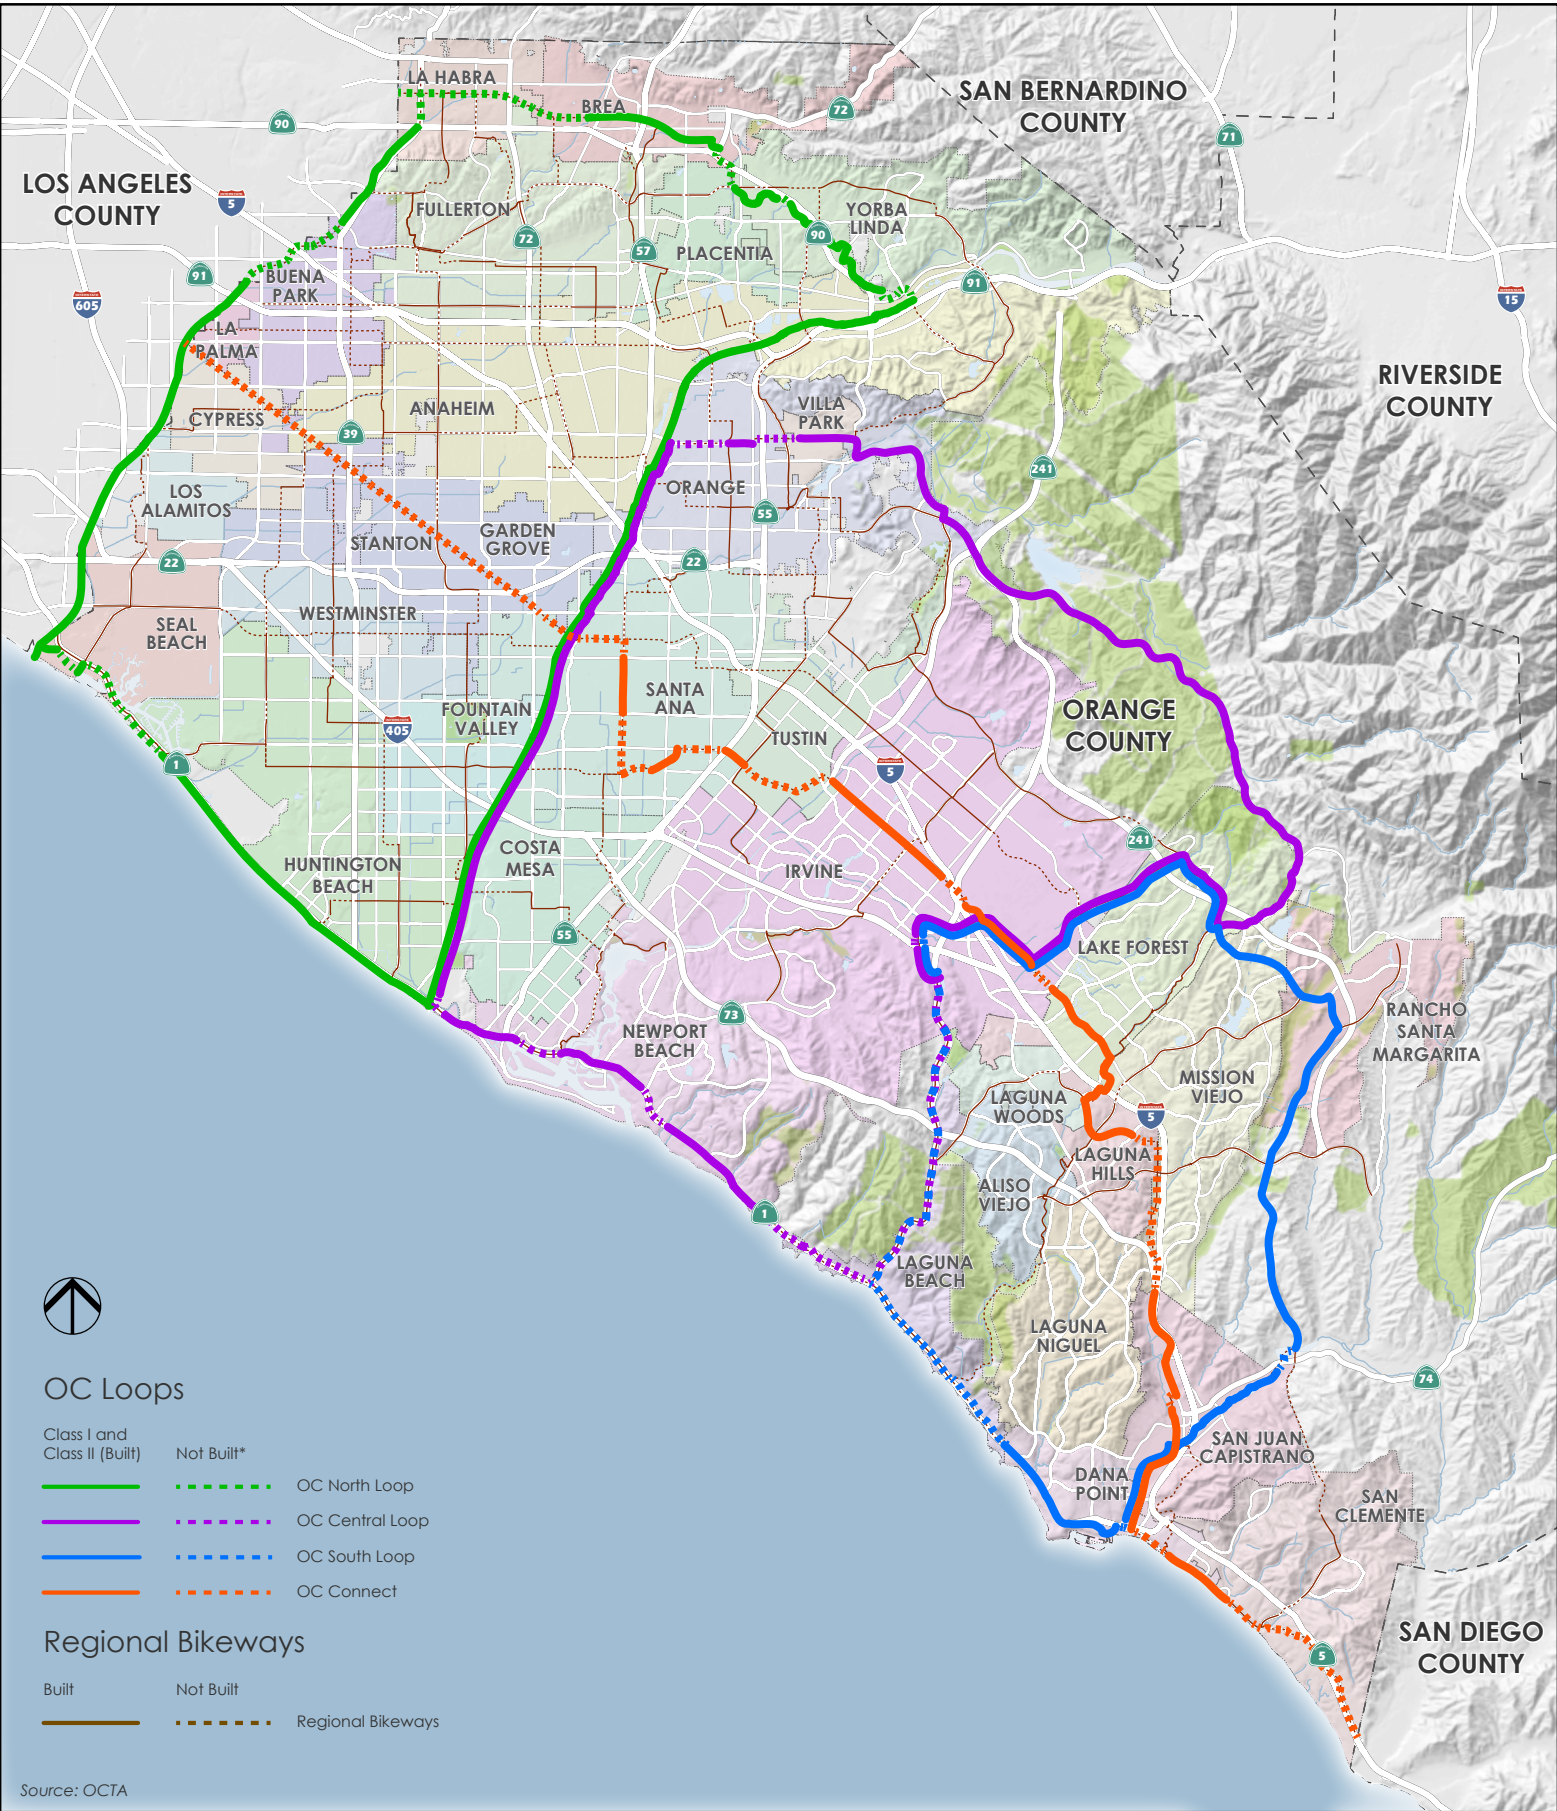 LA HABRA
BREA
SAN BERNARDINO
COUNTY
72
90
71
LOS ANGELES
COUNTY
5
FULLERTON
72
57
PLACENTIA
YORBA
LINDA
90
91
BUENA
PARK
91
605
15
LA
PALMA
RIVERSIDE
COUNTY
CYPRESS
ANAHEIM
VILLA
PARK
39
241
LOS
ALAMITOS
ORANGE
55
STANTON
GARDEN
GROVE
22
22
WESTMINSTER
SEAL
BEACH
SANTA
ANA
FOUNTAIN
VALLEY
405
TUSTIN
ORANGE
COUNTY
1
5
241
COSTA
MESA
HUNTINGTON
BEACH
IRVINE
55
LAKE FOREST
73
NEWPORT
BEACH
RANCHO
SANTA
MARGARITA
MISSION
VIEJO
LAGUNA
WOODS
5
LAGUNA
HILLS
ALISO
VIEJO
1
LAGUNA
BEACH
LAGUNA
NIGUEL
74
SAN JUAN
CAPISTRANO
DANA
POINT
SAN
CLEMENTE
SAN DIEGO
COUNTY
5
OC Loops
Class I and
Class II (Built)
Not Built*
OC North Loop
OC Central Loop
OC South Loop
OC Connect
Regional Bikeways
Built
Not Built
Regional Bikeways
Source: OCTA